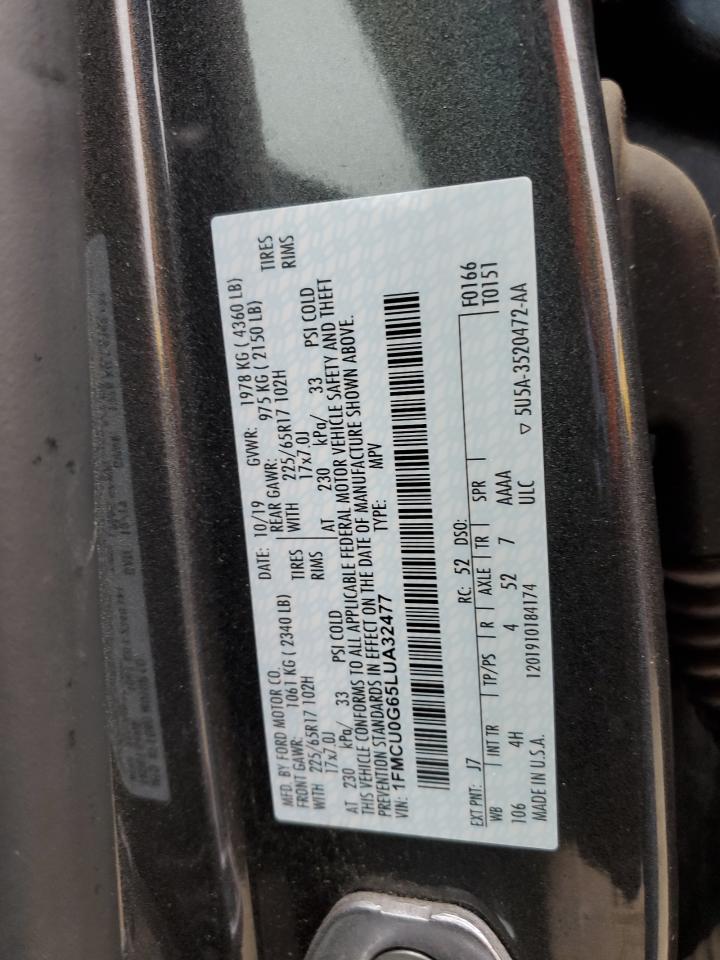 MFD. BY FORD MOTOR CO.
DATE: 10/19 GVWR: 1978 KG ( 4360 LB)
FRONT GAWR: 1061 KG ( 2340 LB) REAR GAWR: 975 KG ( 2150 LB)
WITH 225/65R17 102H TIRES WITH 225/65R17 102H TIRES
17x7.0J RIMS 17x7.0J RIMS
AT 230 kPa/ 33 PSI COLD AT 230 kPa/ 33 PSI COLD
THIS VEHICLE CONFORMS TO ALL APPLICABLE FEDERAL MOTOR VEHICLE SAFETY AND THEFT
PREVENTION STANDARDS IN EFFECT ON THE DATE OF MANUFACTURE SHOWN ABOVE.
VIN: 1FMCU0G65LUA32477 TYPE: MPV
F0166
EXT PNT: J7 RC: 52 DSO: T0151
WB INT TR TP/PS R AXLE TR SPR
106 4H 4 52 7 AAAA
ULC
MADE IN U.S.A. 1201910184174 ▽ 5U5A-3520472-AA